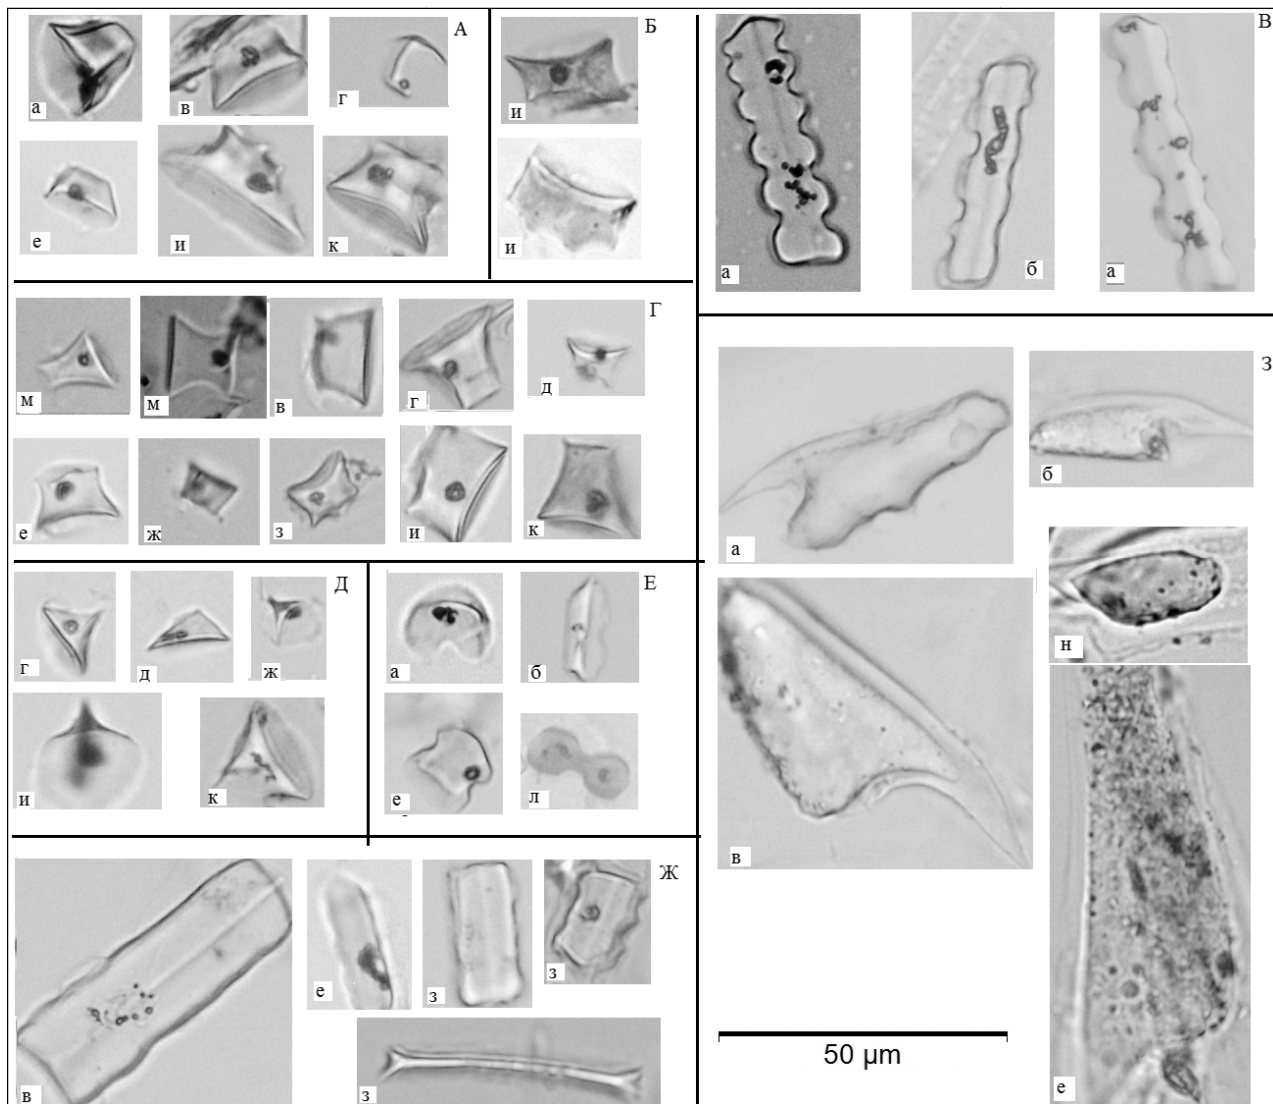 А
а
в
г
е
и
к
Б
и
и
В
а
б
а
Г
м
м
в
г
д
е
ж
з
и
к
Д
г
д
ж
и
к
Е
а
б
е
л
Ж
в
е
з
з
з
З
а
б
в
н
е
50 µm